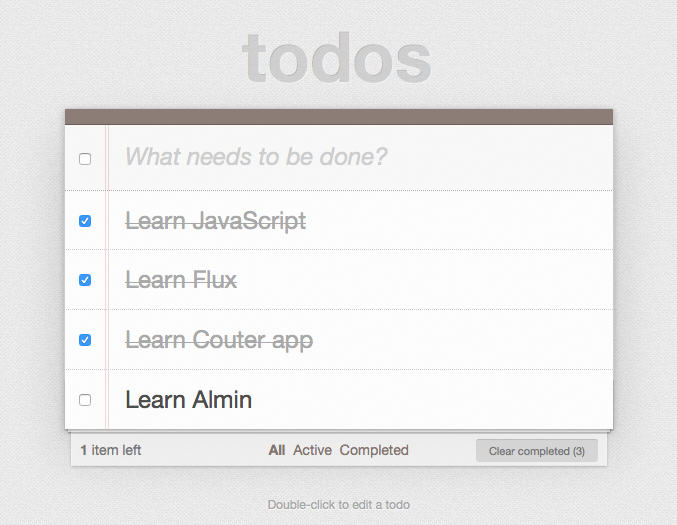 todos
What needs to be done?
Learn JavaScript
Learn Flux
Learn Couter app
Learn Almin
1 item left All Active Completed Clear completed (3)
Double-click to edit a todo